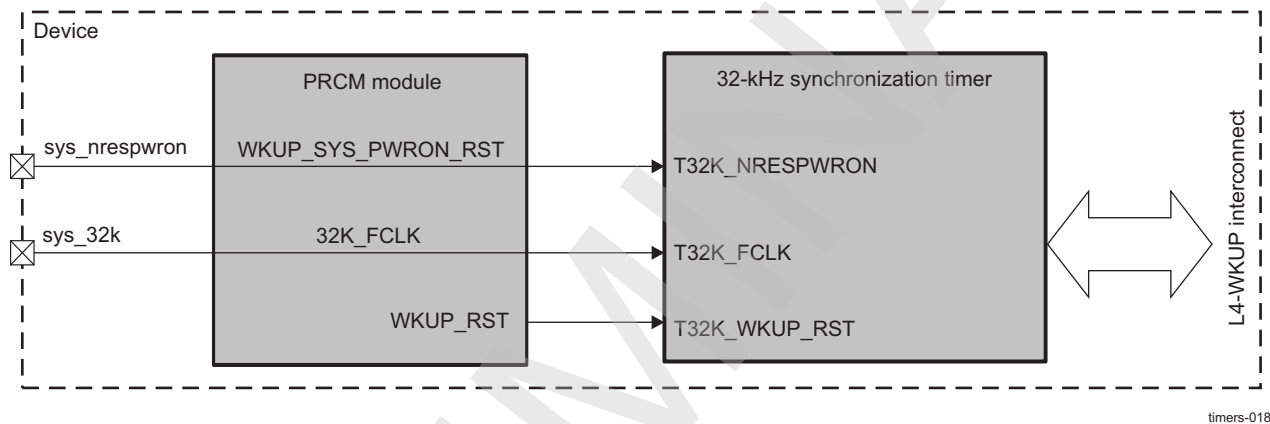 Device
PRCM module
32-kHz synchronization timer
sys_nrespwron
WKUP_SYS_PWRON_RST
T32K_NRESPWRON
sys_32k
32K_FCLK
T32K_FCLK
WKUP_RST
T32K_WKUP_RST
L4-WKUP interconnect
timers-018